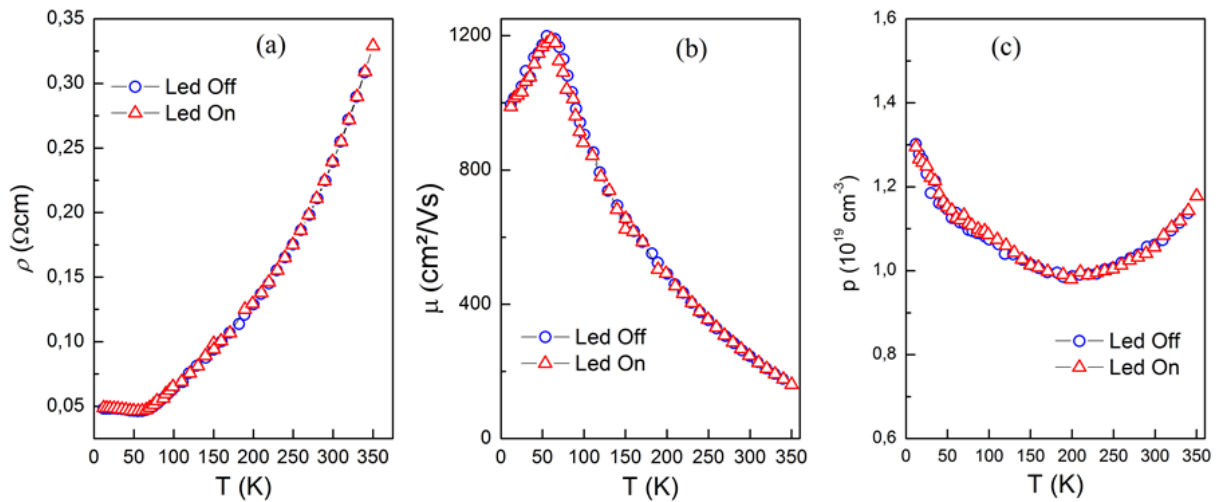 (a)
Led Off
Led On
ρ (Ωcm)
0,35
0,30
0,25
0,20
0,15
0,10
0,05
0 50 100 150 200 250 300 350
T (K)
(b)
Led Off
Led On
μ (cm²/Vs)
1200
800
400
0
0 50 100 150 200 250 300 350
T (K)
(c)
Led Off
Led On
p (10¹⁹ cm⁻³)
1,6
1,4
1,2
1,0
0,8
0,6
0 50 100 150 200 250 300 350
T (K)